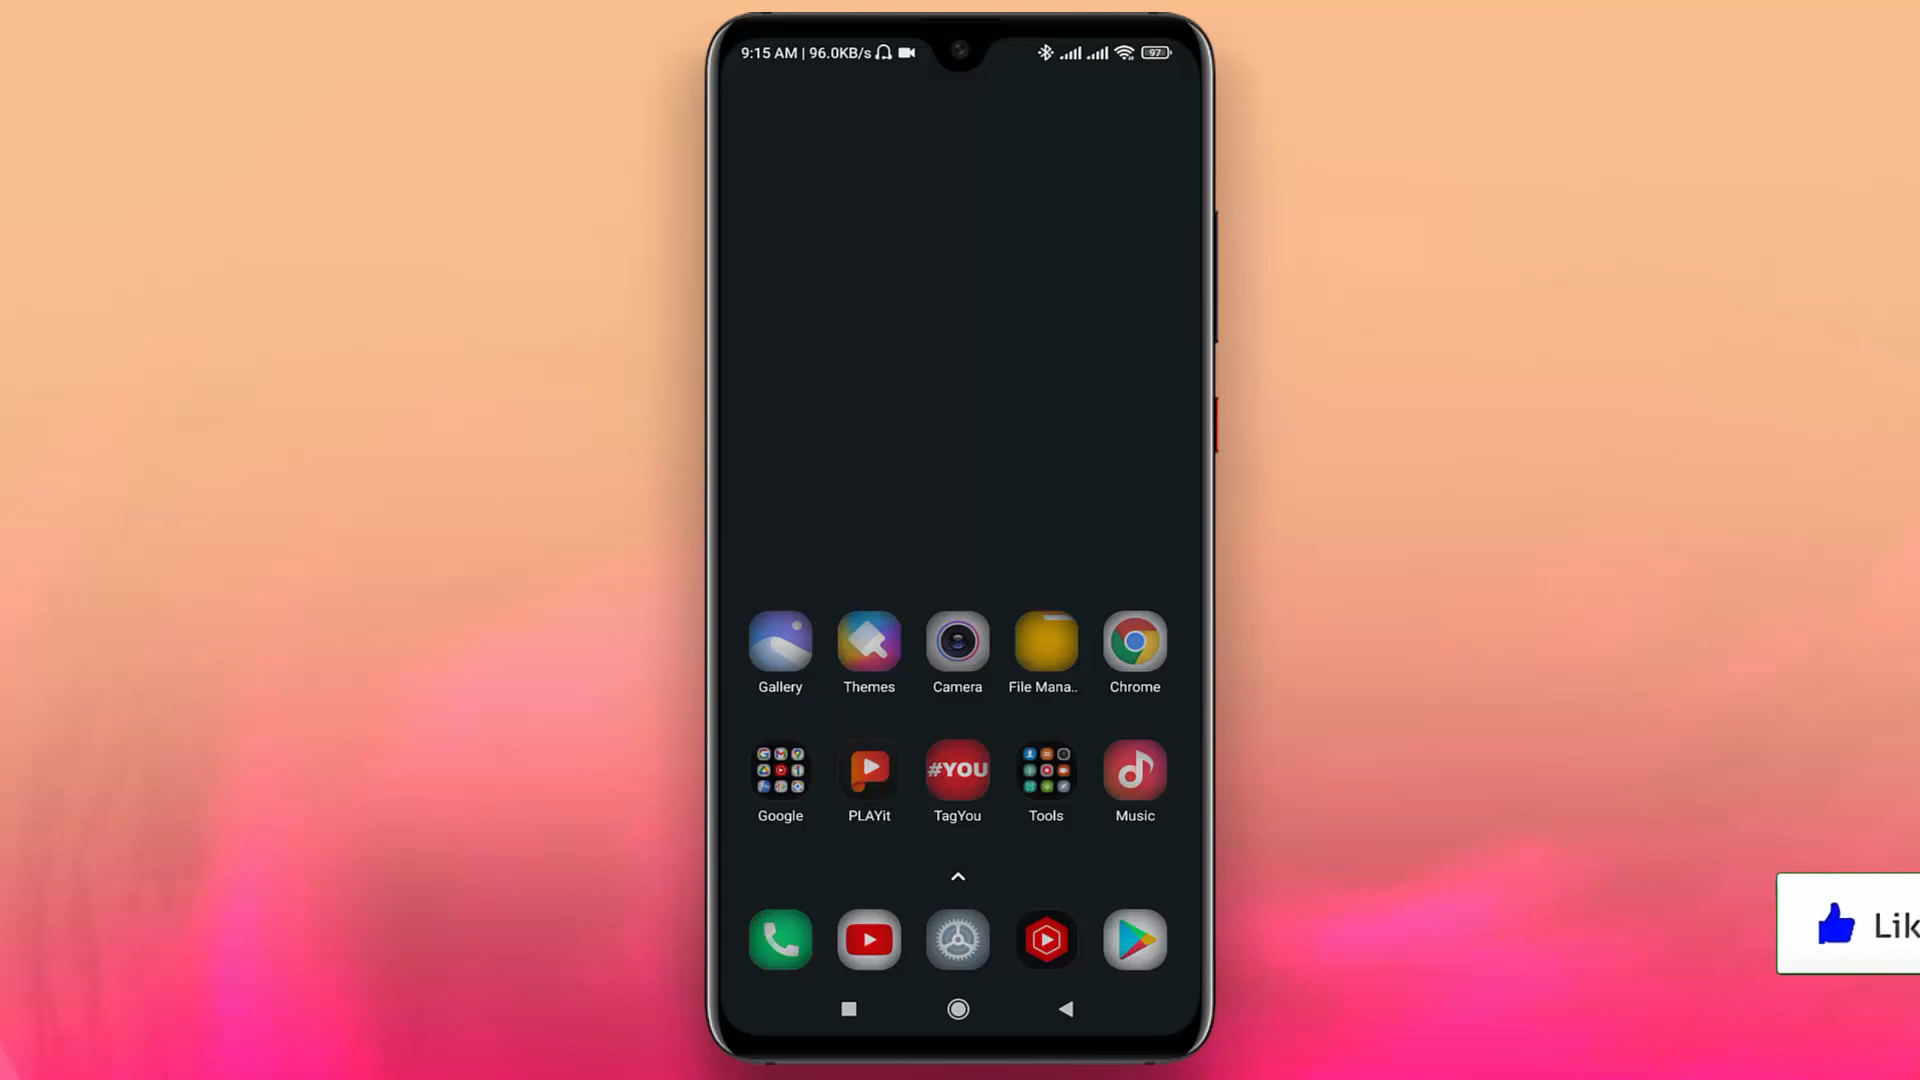 9:15 AM | 96.0KB/s 97
Gallery Themes Camera File Mana.. Chrome
#YOU
Google PLAYit TagYou Tools Music
Lik